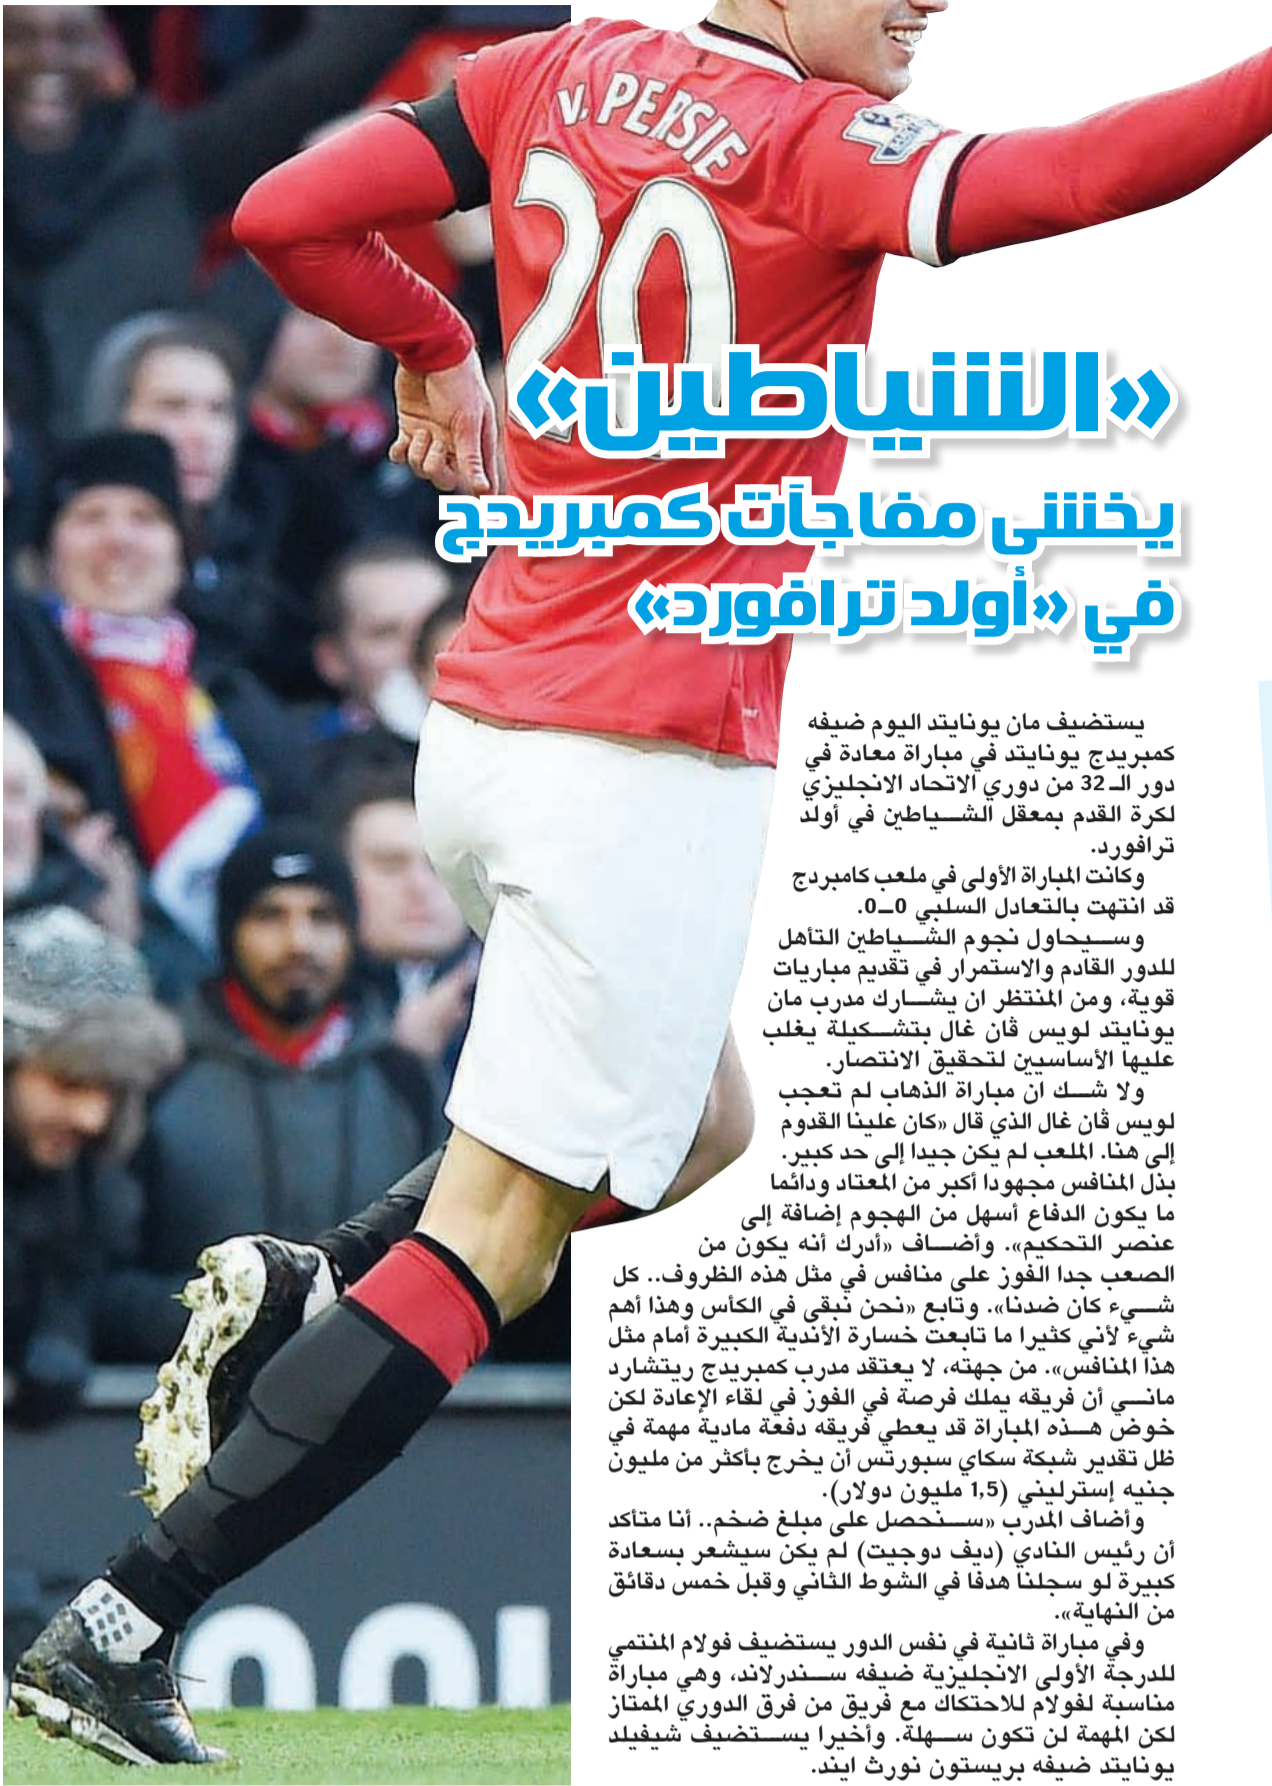 V. PERSIE
20
«الشياطين»
يخشى مفاجآت كمبريدج
في «أولد ترافورد»
يستضيف مان يونايتد اليوم ضيفه
كمبريدج يونايتد في مباراة معادة في
دور الـ 32 من دوري الاتحاد الانجليزي
لكرة القدم بمعقل الشياطين في أولد
ترافورد.
وكانت المباراة الأولى في ملعب كامبردج
قد انتهت بالتعادل السلبي 0-0.
وسيحاول نجوم الشياطين التأهل
للدور القادم والاستمرار في تقديم مباريات
قوية، ومن المنتظر ان يشارك مدرب مان
يونايتد لويس ڤان غال بتشكيلة يغلب
عليها الأساسيين لتحقيق الانتصار.
ولا شك ان مباراة الذهاب لم تعجب
لويس ڤان غال الذي قال «كان علينا القدوم
إلى هنا. الملعب لم يكن جيدا إلى حد كبير.
بذل المنافس مجهودا أكبر من المعتاد ودائما
ما يكون الدفاع أسهل من الهجوم إضافة إلى
عنصر التحكيم». وأضاف «أدرك أنه يكون من
الصعب جدا الفوز على منافس في مثل هذه الظروف.. كل
شيء كان ضدنا». وتابع «نحن نبقى في الكأس وهذا أهم
شيء لأني كثيرا ما تابعت خسارة الأندية الكبيرة أمام مثل
هذا المنافس». من جهته، لا يعتقد مدرب كمبريدج ريتشارد
ماني أن فريقه يملك فرصة في الفوز في لقاء الإعادة لكن
خوض هذه المباراة قد يعطي فريقه دفعة مادية مهمة في
ظل تقدير شبكة سكاي سبورتس أن يخرج بأكثر من مليون
جنيه إسترليني (1,5 مليون دولار).
وأضاف المدرب «سنحصل على مبلغ ضخم.. أنا متأكد
أن رئيس النادي (ديف دوجيت) لم يكن سيشعر بسعادة
كبيرة لو سجلنا هدفا في الشوط الثاني وقبل خمس دقائق
من النهاية».
وفي مباراة ثانية في نفس الدور يستضيف فولام المنتمي
للدرجة الأولى الانجليزية ضيفه سندرلاند، وهي مباراة
مناسبة لفولام للاحتكاك مع فريق من فرق الدوري الممتاز
لكن المهمة لن تكون سهلة. وأخيرا يستضيف شيفيلد
يونايتد ضيفه بريستون نورث ايند.